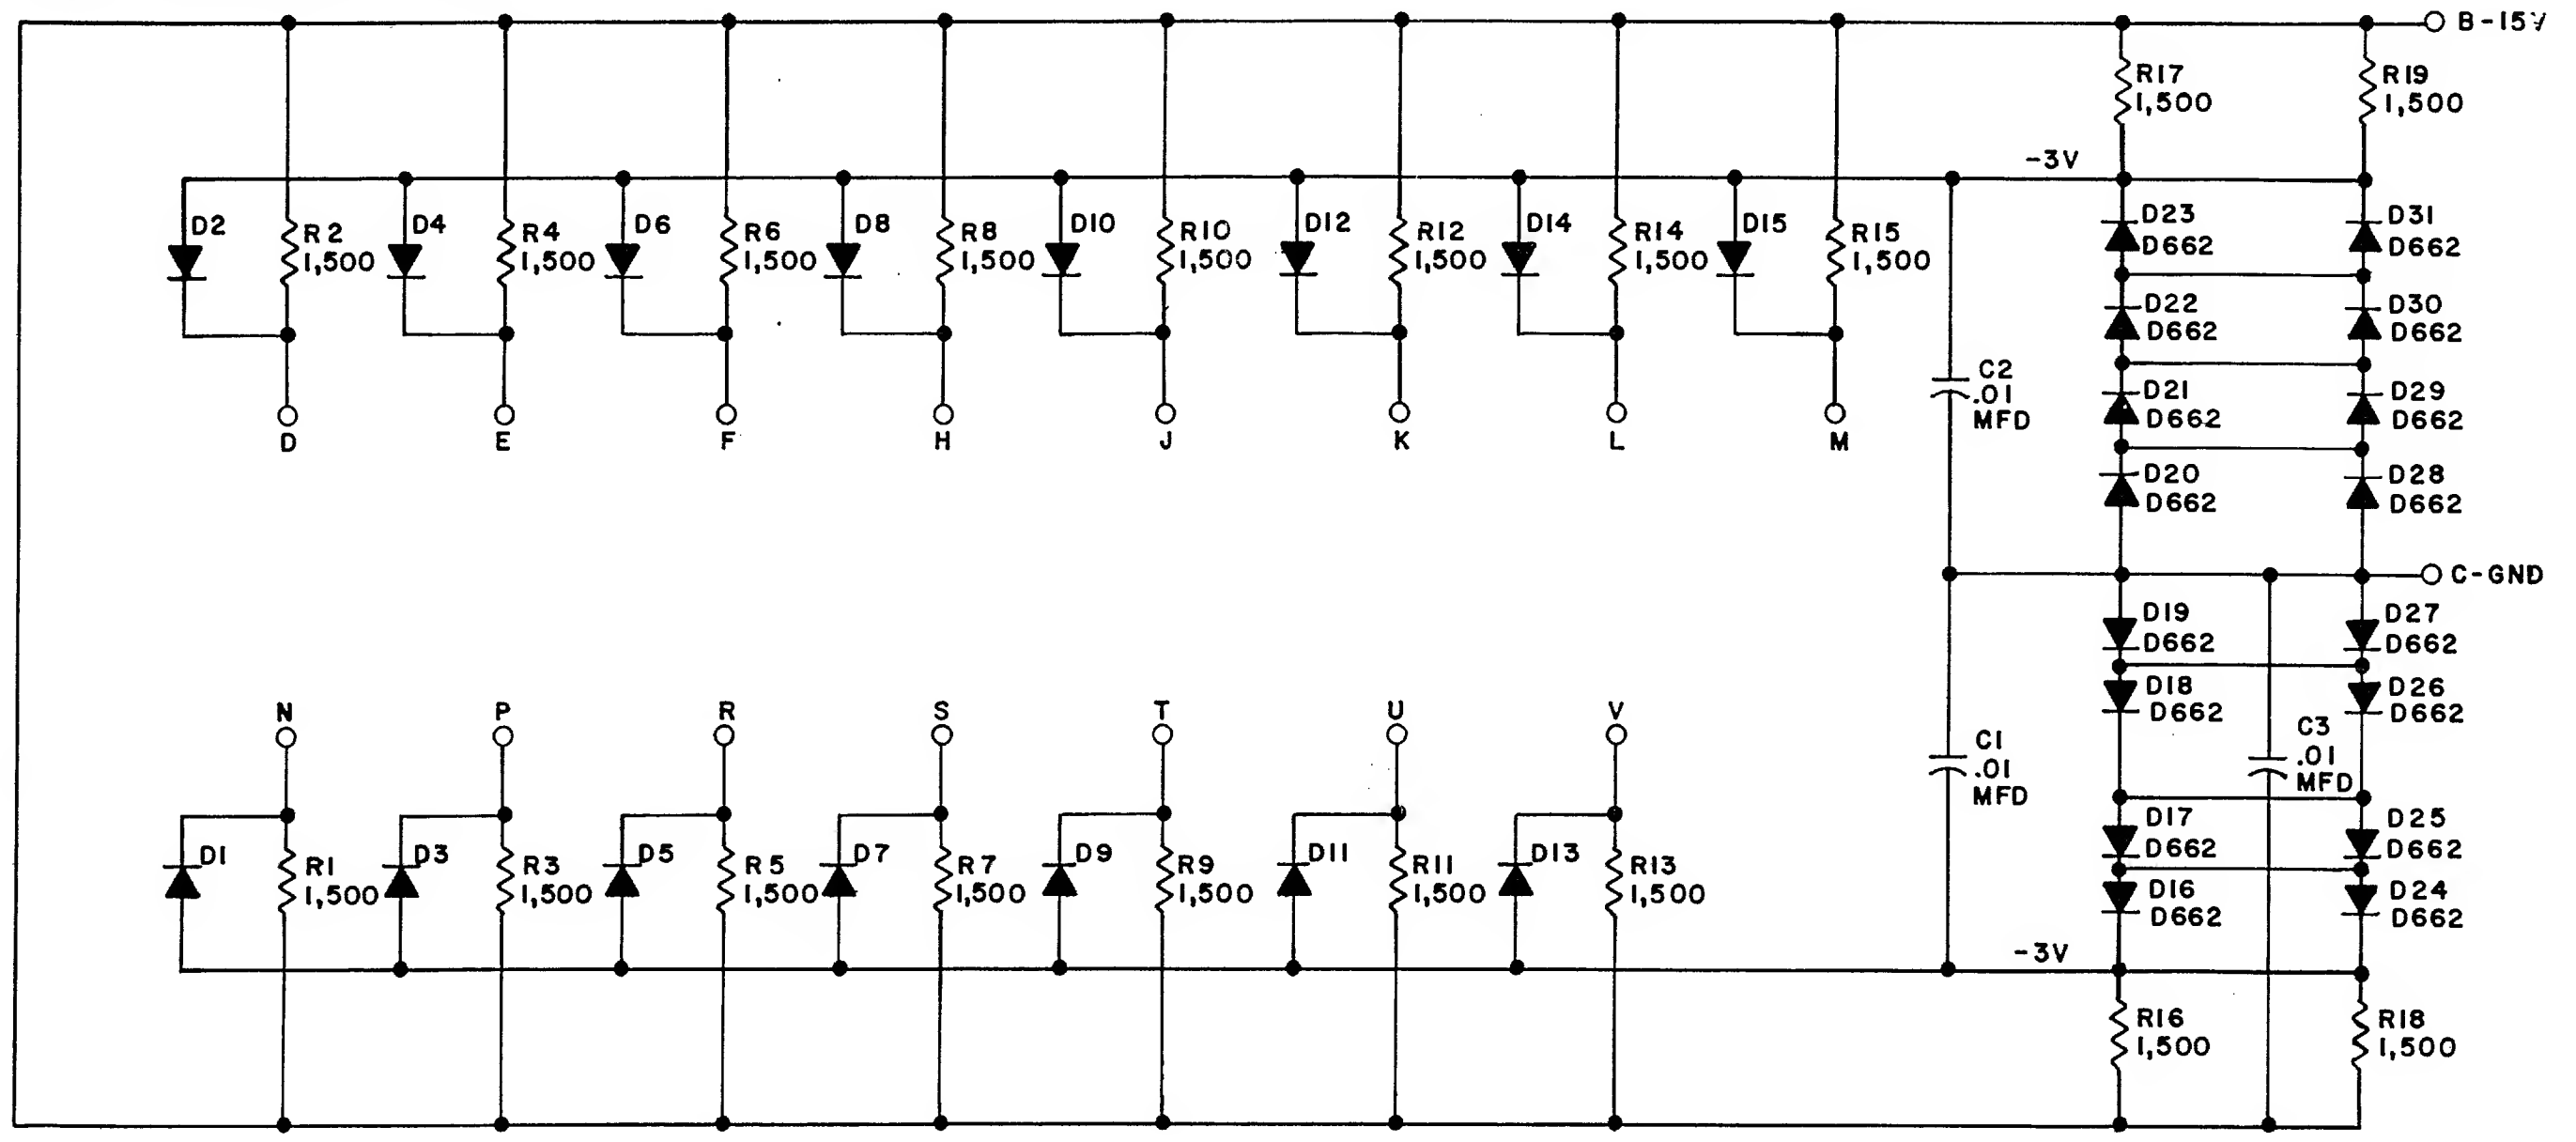 B-15V
R17
1,500
R19
1,500
-3V
D2
R2
1,500
D4
R4
1,500
D6
R6
1,500
D8
R8
1,500
D10
R10
1,500
D12
R12
1,500
D14
R14
1,500
D15
R15
1,500
D23
D662
D31
D662
D22
D662
D30
D662
C2
.01
MFD
D21
D662
D29
D662
D E F H J K L M
D20
D662
D28
D662
C-GND
D19
D662
D27
D662
D18
D662
D26
D662
N P R S T U V
C1
.01
MFD
C3
.01
MFD
D17
D662
D25
D662
D1
R1
1,500
D3
R3
1,500
D5
R5
1,500
D7
R7
1,500
D9
R9
1,500
D11
R11
1,500
D13
R13
1,500
D16
D662
D24
D662
-3V
R16
1,500
R18
1,500